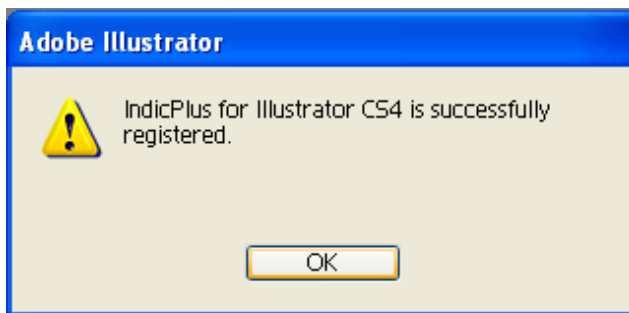 Adobe Illustrator
IndicPlus for Illustrator CS4 is successfully
registered.
OK